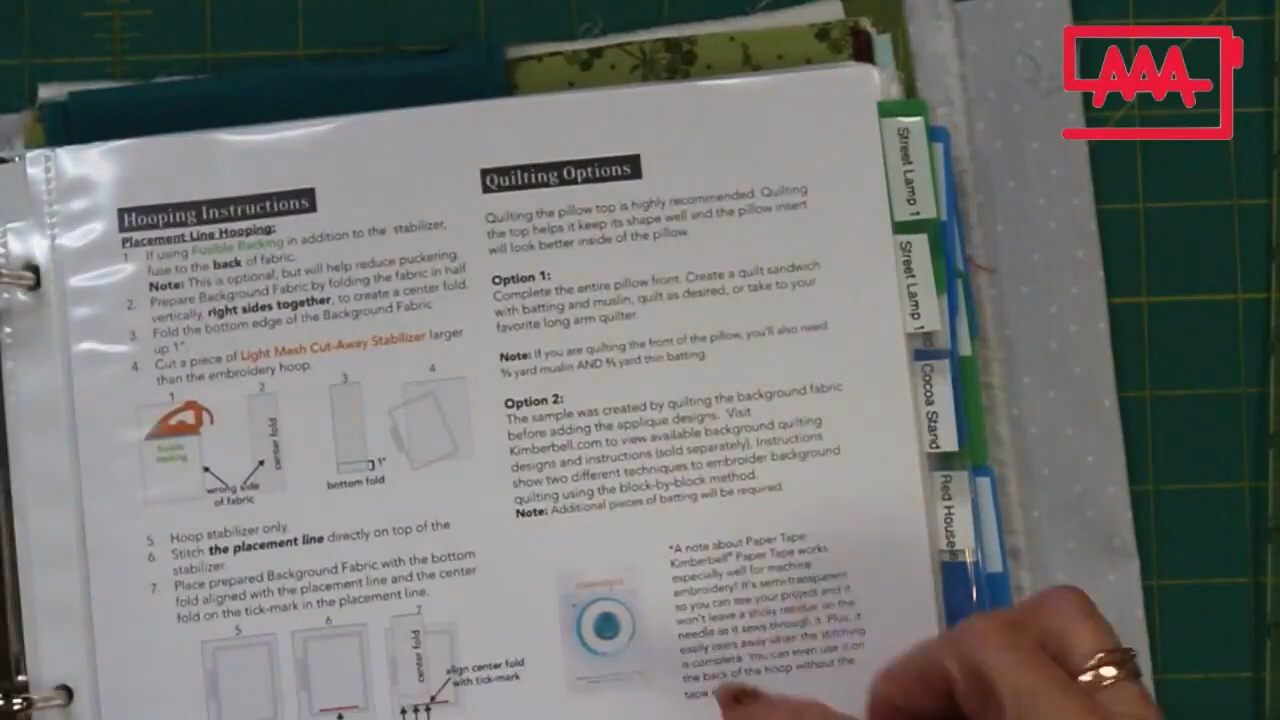 AAA
Hooping Instructions
Placement Line Hooping:
1. If using Fusible Backing in addition to the stabilizer,
fuse to the back of fabric.
Note: This is optional, but will help reduce puckering.
2. Prepare Background Fabric by folding the fabric in half
vertically, right sides together, to create a center fold.
3. Fold the bottom edge of the Background Fabric
up 1".
4. Cut a piece of Light Mesh Cut-Away Stabilizer larger
than the embroidery hoop.
1
2
3
4
fusible
backing
center fold
1"
wrong side
of fabric
bottom fold
5. Hoop stabilizer only.
6. Stitch the placement line directly on top of the
stabilizer.
7. Place prepared Background Fabric with the bottom
fold aligned with the placement line and the center
fold on the tick-mark in the placement line.
5
6
7
center fold
align center fold
with tick-mark
Quilting Options
Quilting the pillow top is highly recommended. Quilting
the top helps it keep its shape well and the pillow insert
will look better inside of the pillow.
Option 1:
Complete the entire pillow front. Create a quilt sandwich
with batting and muslin, quilt as desired, or take to your
favorite long arm quilter.
Note: If you are quilting the front of the pillow, you'll also need
yard muslin AND yard thin batting.
Option 2:
The sample was created by quilting the background fabric
before adding the applique designs. Visit
Kimberbell.com to view available background quilting
designs and instructions (sold separately). Instructions
show two different techniques to embroider background
quilting using the block-by-block method.
Note: Additional pieces of batting will be required.
*A note about Paper Tape:
Kimberbell® Paper Tape works
especially well for machine
embroidery! It's semi-transparent
so you can see your project and it
won't leave a sticky residue on the
needle as it sews through it. Plus, it
easily tears away when the stitching
is complete. You can even use it on
the back of the hoop without the
Street Lamp 1
Street Lamp 1
Cocoa Stand
Red House